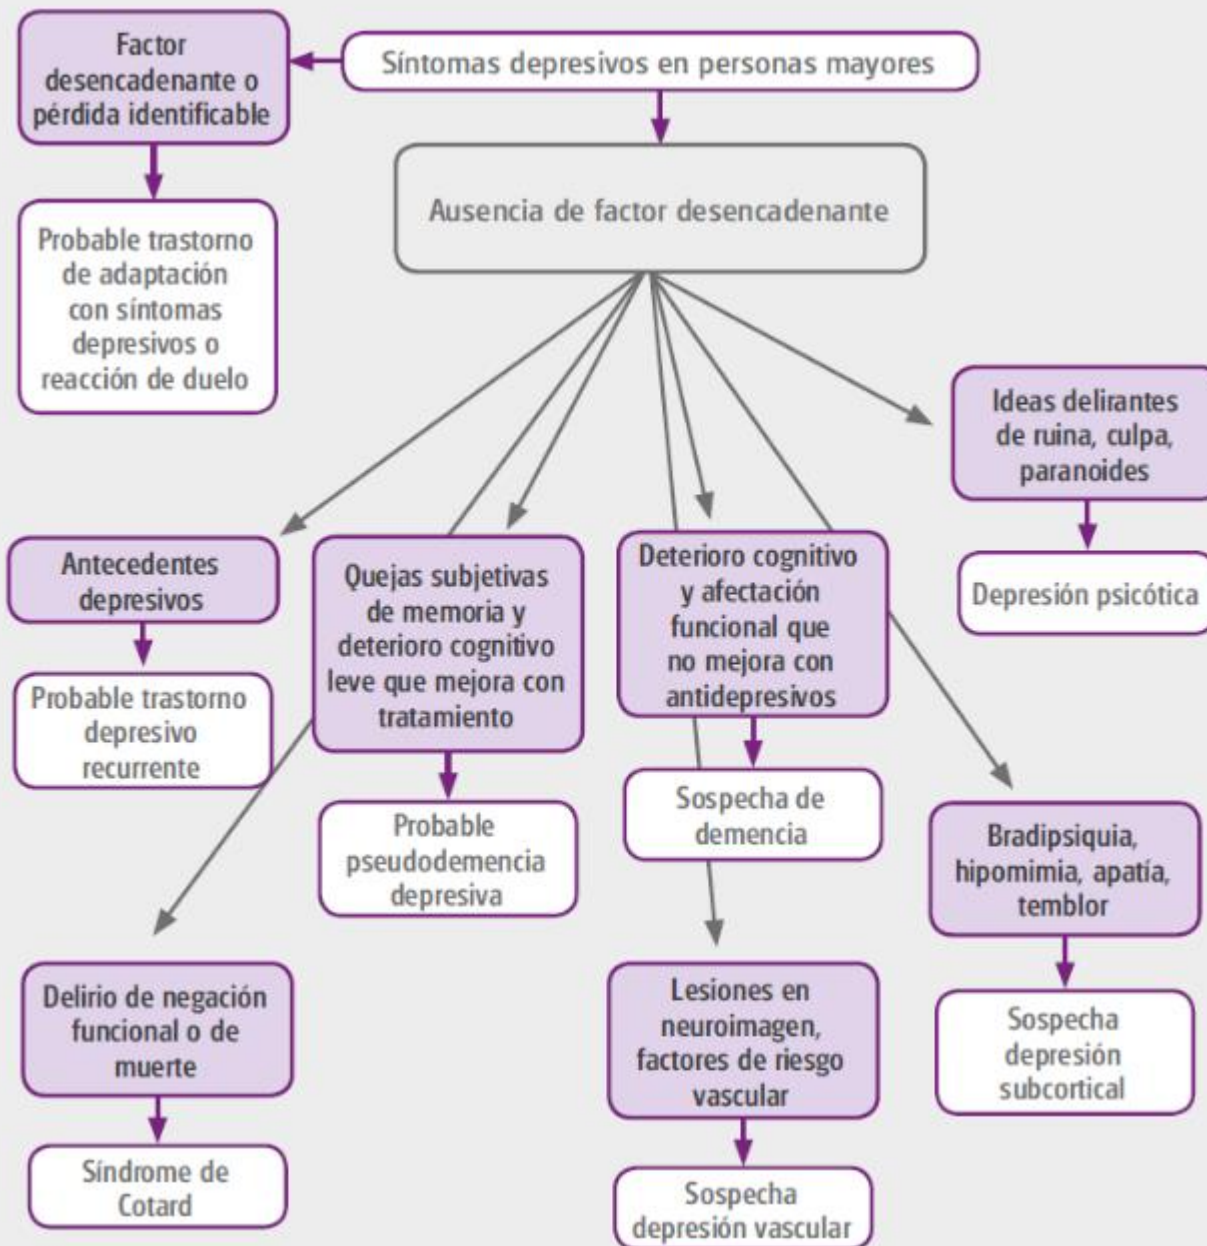 Factor
desencadenante o
pérdida identificable
Síntomas depresivos en personas mayores
Probable trastorno
de adaptación
con síntomas
depresivos o
reacción de duelo
Ausencia de factor desencadenante
Ideas delirantes
de ruina, culpa,
paranoides
Depresión psicótica
Antecedentes
depresivos
Probable trastorno
depresivo
recurrente
Quejas subjetivas
de memoria y
deterioro cognitivo
leve que mejora con
tratamiento
Probable
pseudodemencia
depresiva
Deterioro cognitivo
y afectación
funcional que
no mejora con
antidepresivos
Sospecha de
demencia
Bradipsiquia,
hipomimia, apatía,
temblor
Sospecha
depresión
subcortical
Delirio de negación
funcional o de
muerte
Síndrome de
Cotard
Lesiones en
neuroimagen,
factores de riesgo
vascular
Sospecha
depresión vascular